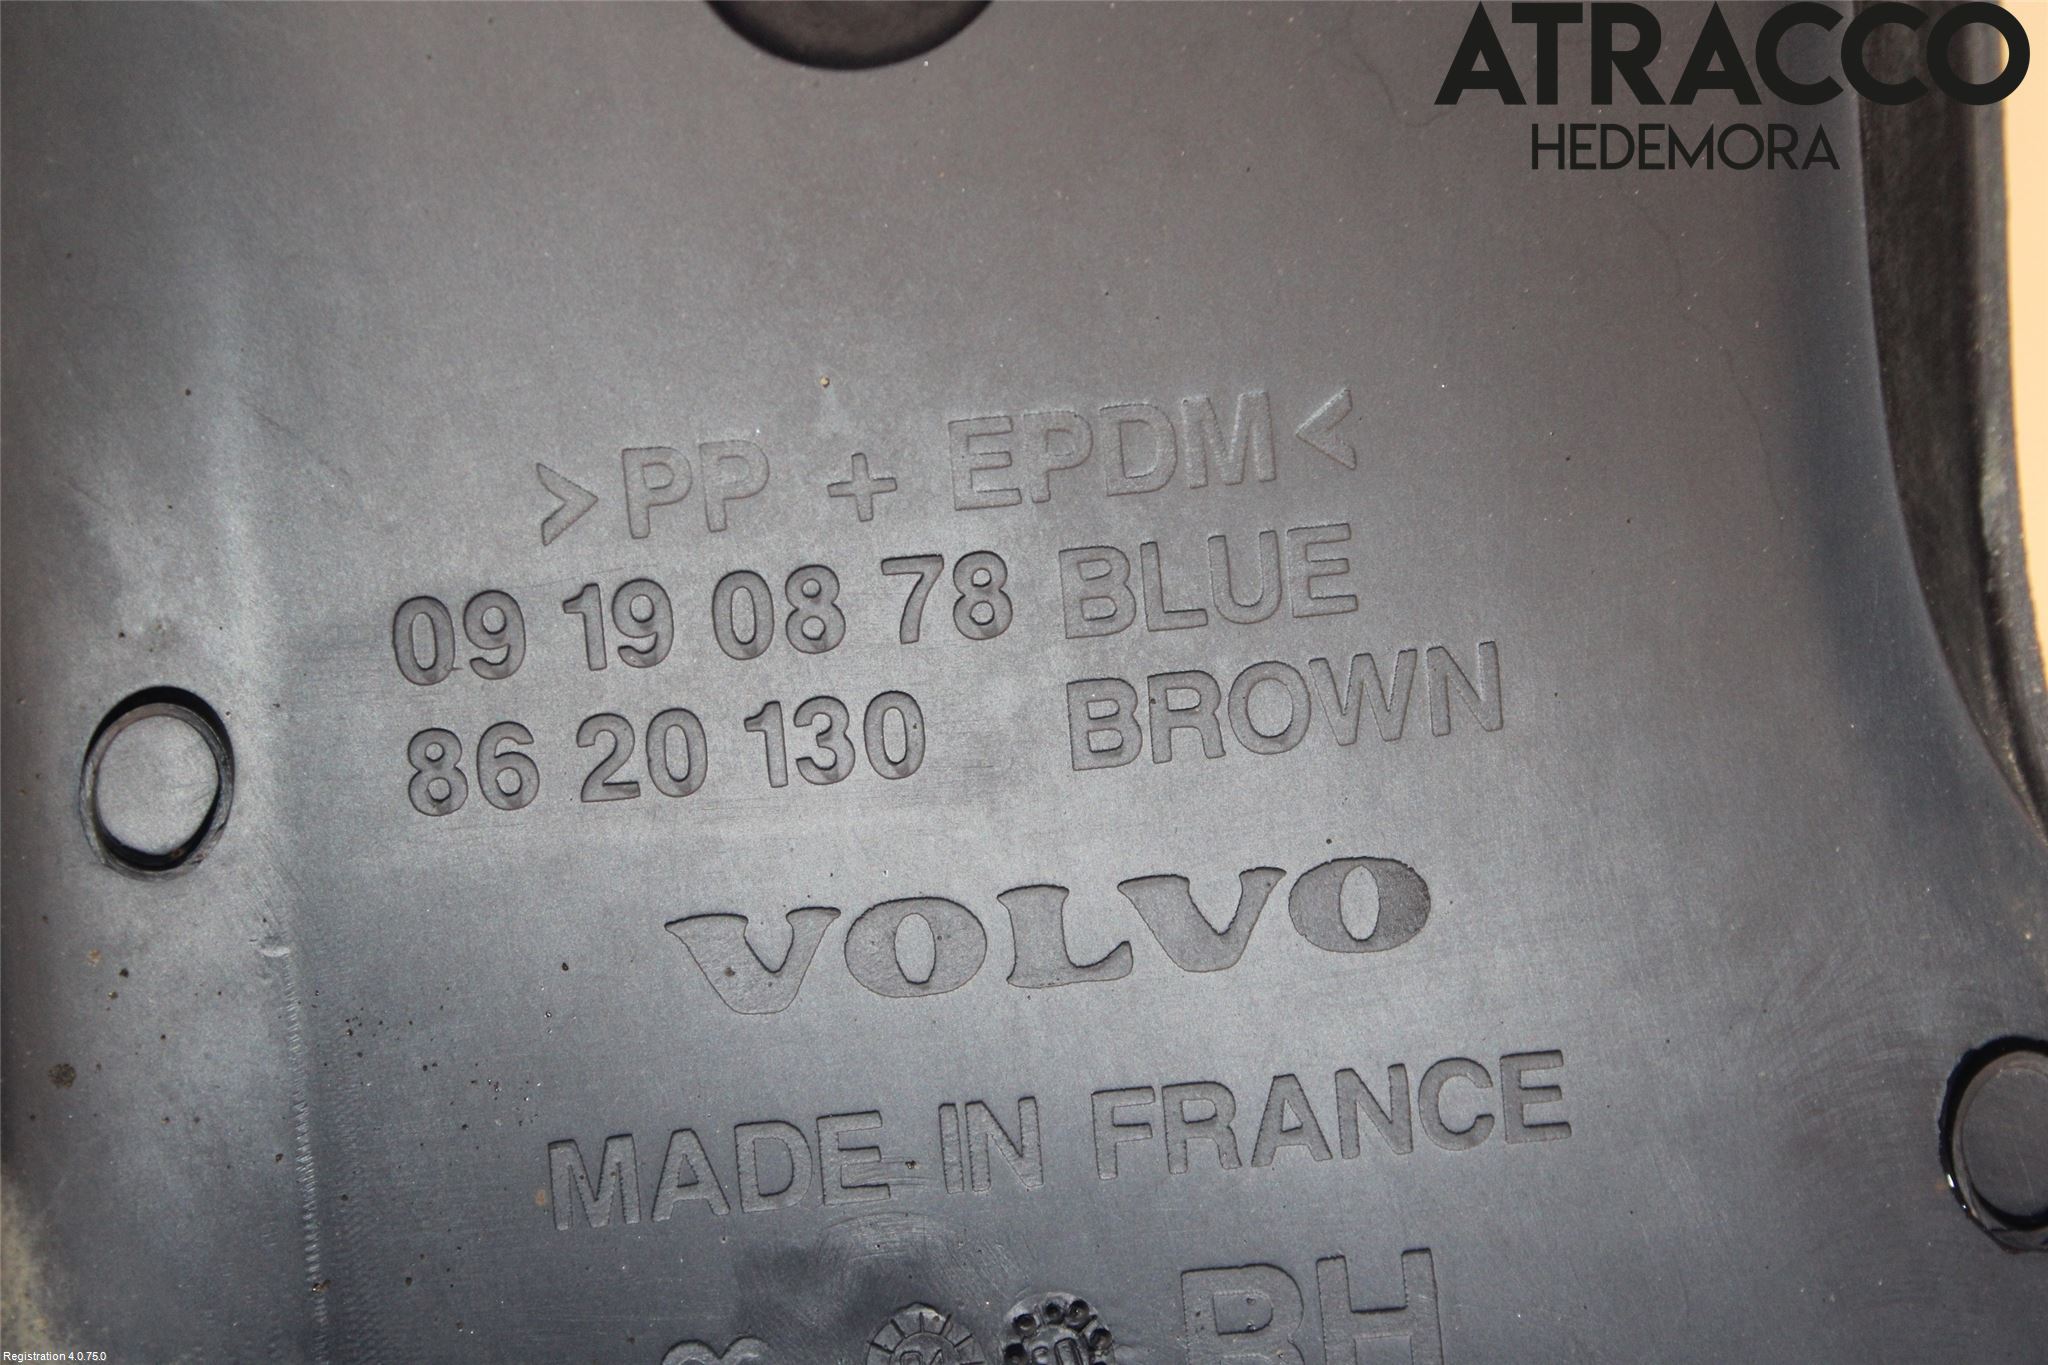 ATRACCO
HEDEMORA
>PP + EPDM<
09 19 08 78 BLUE
86 20 130 BROWN
VOLVO
MADE IN FRANCE
RH
Registration 4.0.75.0